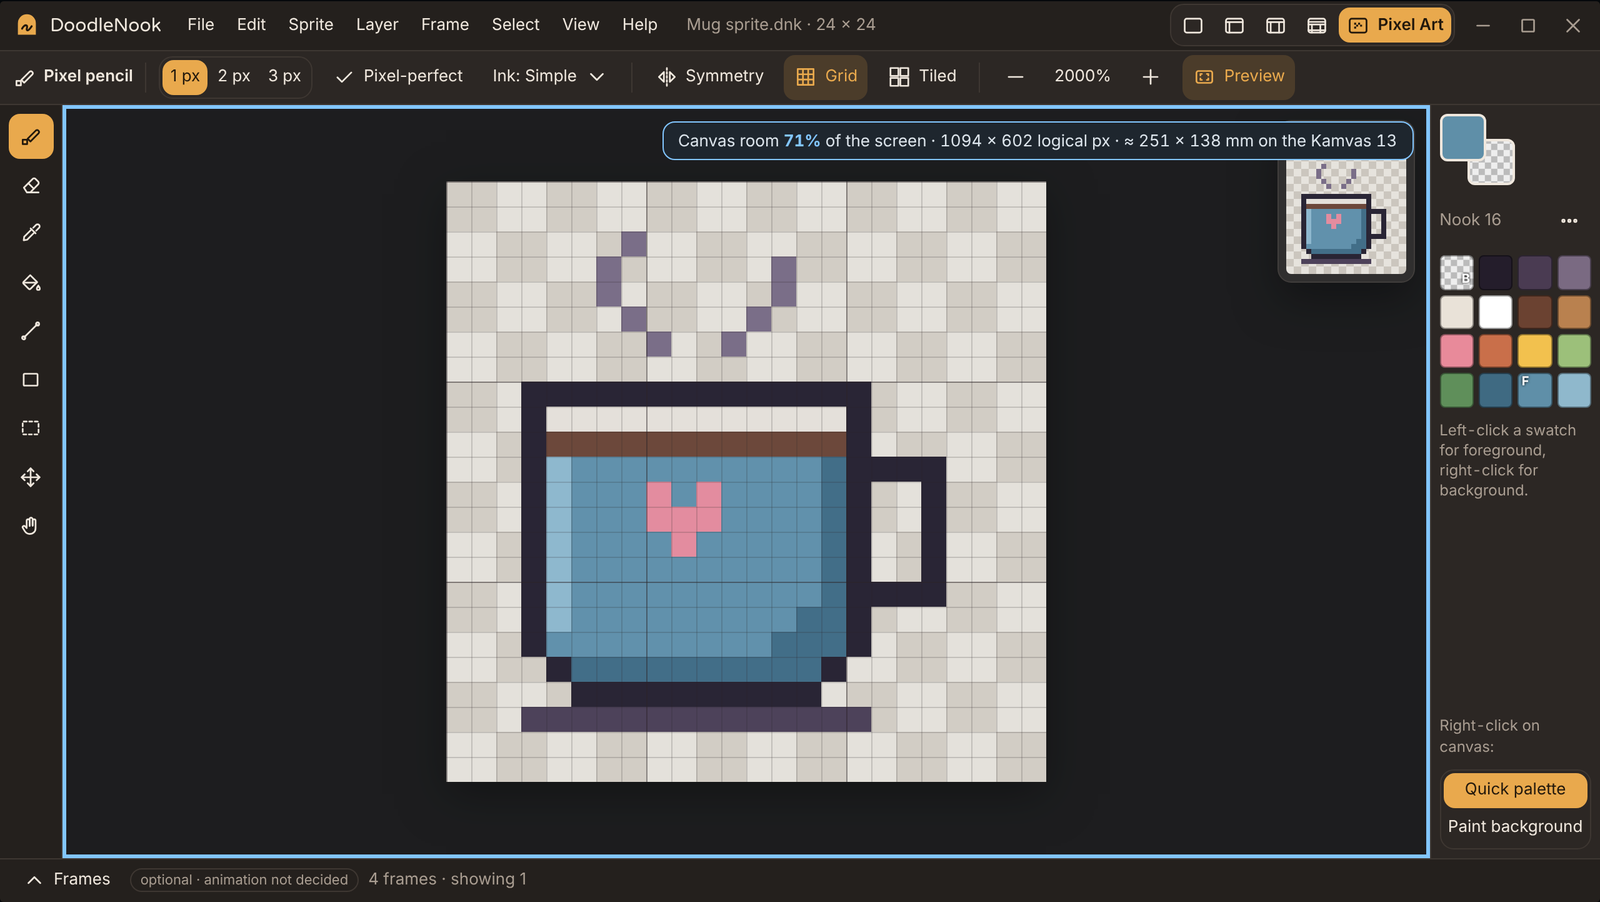 DoodleNook File Edit Sprite Layer Frame Select View Help Mug sprite.dnk · 24 × 24 Pixel Art
Pixel pencil 1 px 2 px 3 px Pixel-perfect Ink: Simple Symmetry Grid Tiled 2000% Preview
Canvas room 71% of the screen · 1094 × 602 logical px · ≈ 251 × 138 mm on the Kamvas 13
Nook 16
B
F
Left-click a swatch
for foreground,
right-click for
background.
Right-click on
canvas:
Quick palette
Paint background
Frames optional · animation not decided 4 frames · showing 1